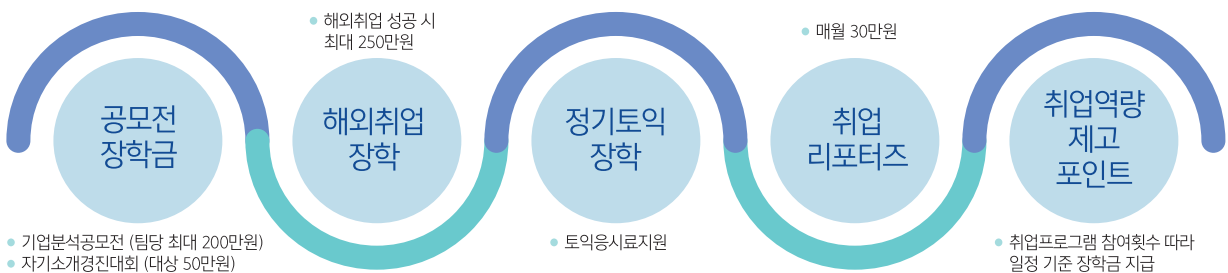 공모전
장학금
• 기업분석공모전 (팀당 최대 200만원)
• 자기소개경진대회 (대상 50만원)
• 해외취업 성공 시
최대 250만원
해외취업
장학
정기토익
장학
• 토익응시료지원
• 매월 30만원
취업
리포터즈
취업역량
제고
포인트
• 취업프로그램 참여횟수 따라
일정 기준 장학금 지급